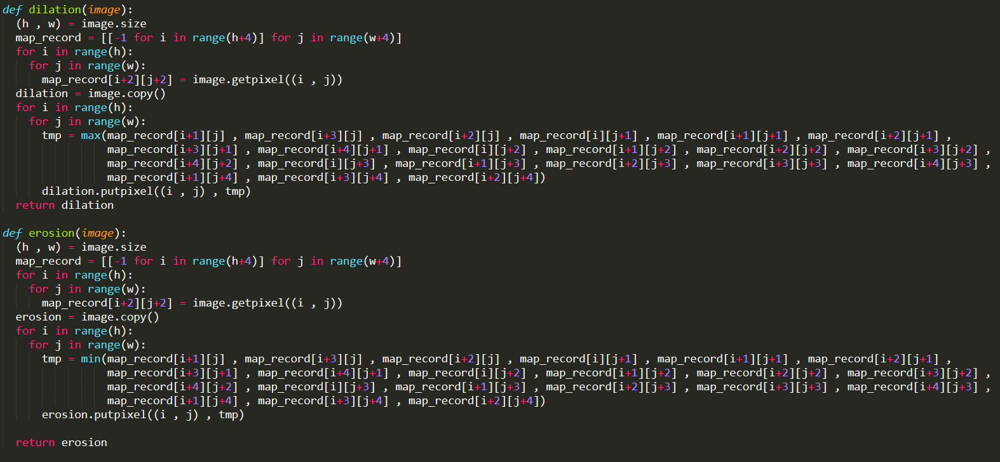 def dilation(image):
  (h , w) = image.size
  map_record = [[-1 for i in range(h+4)] for j in range(w+4)]
  for i in range(h):
    for j in range(w):
      map_record[i+2][j+2] = image.getpixel((i , j))
  dilation = image.copy()
  for i in range(h):
    for j in range(w):
      tmp = max(map_record[i+1][j] , map_record[i+3][j] , map_record[i+2][j] , map_record[i][j+1] , map_record[i+1][j+1] , map_record[i+2][j+1] ,
                map_record[i+3][j+1] , map_record[i+4][j+1] , map_record[i][j+2] , map_record[i+1][j+2] , map_record[i+2][j+2] , map_record[i+3][j+2] ,
                map_record[i+4][j+2] , map_record[i][j+3] , map_record[i+1][j+3] , map_record[i+2][j+3] , map_record[i+3][j+3] , map_record[i+4][j+3] ,
                map_record[i+1][j+4] , map_record[i+3][j+4] , map_record[i+2][j+4])
      dilation.putpixel((i , j) , tmp)
  return dilation

def erosion(image):
  (h , w) = image.size
  map_record = [[-1 for i in range(h+4)] for j in range(w+4)]
  for i in range(h):
    for j in range(w):
      map_record[i+2][j+2] = image.getpixel((i , j))
  erosion = image.copy()
  for i in range(h):
    for j in range(w):
      tmp = min(map_record[i+1][j] , map_record[i+3][j] , map_record[i+2][j] , map_record[i][j+1] , map_record[i+1][j+1] , map_record[i+2][j+1] ,
                map_record[i+3][j+1] , map_record[i+4][j+1] , map_record[i][j+2] , map_record[i+1][j+2] , map_record[i+2][j+2] , map_record[i+3][j+2] ,
                map_record[i+4][j+2] , map_record[i][j+3] , map_record[i+1][j+3] , map_record[i+2][j+3] , map_record[i+3][j+3] , map_record[i+4][j+3] ,
                map_record[i+1][j+4] , map_record[i+3][j+4] , map_record[i+2][j+4])
      erosion.putpixel((i , j) , tmp)

  return erosion